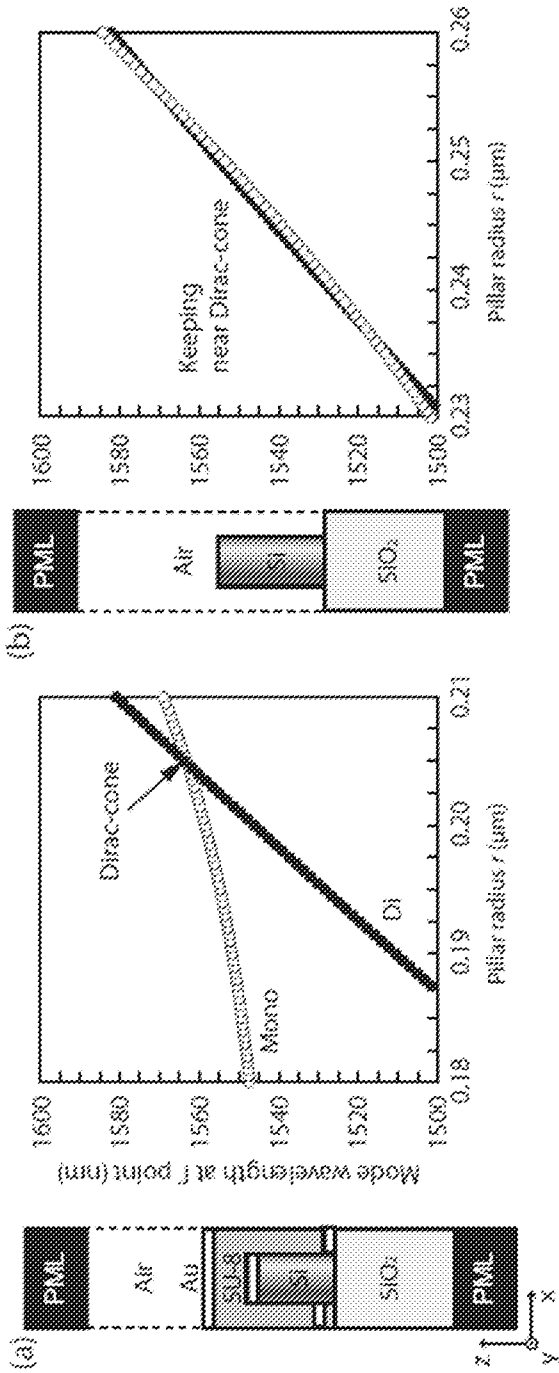 (a)
PML
Air
Au
SU-8
Si
SiO₂
PML
z
y
x
Mode wavelength at Γ point (nm)
1600
1580
1560
1540
1520
1500
Dirac-cone
Mono
Di
0.18
0.19
0.20
0.21
Pillar radius r (μm)
(b)
PML
Air
Si
SiO₂
PML
1600
1580
1560
1540
1520
1500
Keeping
near Dirac-cone
0.23
0.24
0.25
0.26
Pillar radius r (μm)